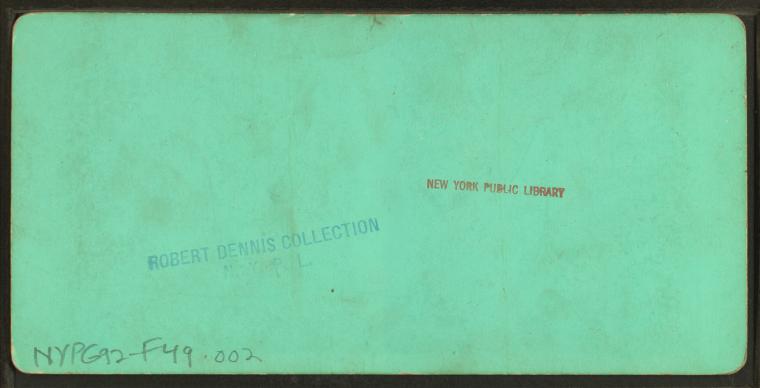 NEW YORK PUBLIC LIBRARY
ROBERT DENNIS COLLECTION
N. Y. P. L.
NYPG92-F49.002